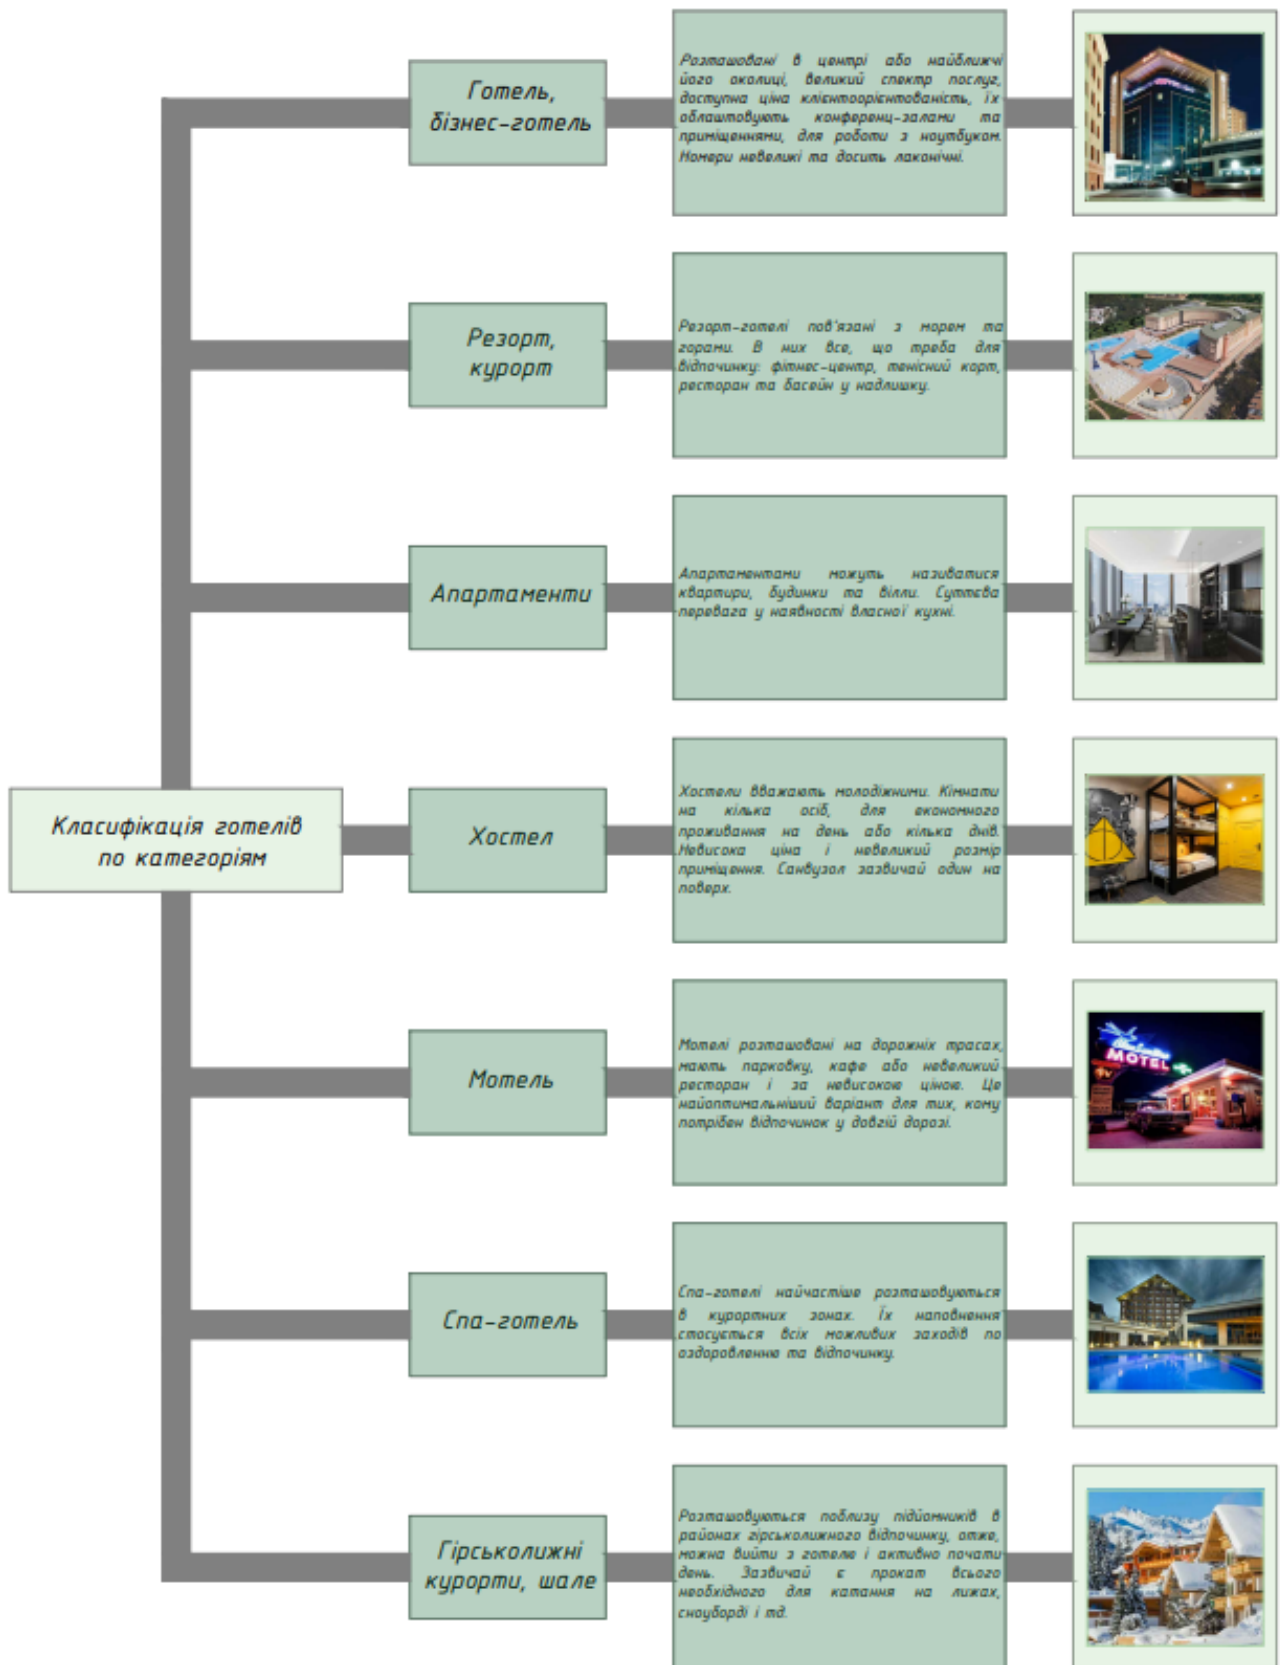 Готель,
бізнес-готель
Розташовані в центрі або найближчі
його околиці, великий спектр послуг,
доступна ціна клієнтоорієнтованість, їх
облаштовують конференц-залами та
приміщеннями, для роботи з ноутбуком.
Номери невеликі та досить лаконічні.
Резорт,
курорт
Резорт-готелі пов'язані з морем та
горами. В них все, що треба для
відпочинку: фітнес-центр, тенісний корт,
ресторан та басейн у надлишку.
Апартаменти
Апартаментами можуть називатися
квартири, будинки та вілли. Суттєва
перевага у наявності власної кухні.
Класифікація готелів
по категоріям
Хостел
Хостели вважають молодіжними. Кімнати
на кілька осіб, для економного
проживання на день або кілька днів.
Невисока ціна і невеликий розмір
приміщення. Санвузол зазвичай один на
поверх.
Мотель
Мотелі розташовані на дорожніх трасах,
мають парковку, кафе або невеликий
ресторан і за невисокою ціною. Це
найоптимальніший варіант для тих, кому
потрібен відпочинок у довгій дорозі.
MOTEL
Спа-готель
Спа-готелі найчастіше розташовуються
в курортних зонах. Їх наповнення
стосується всіх можливих заходів по
оздоровленню та відпочинку.
Гірськолижні
курорти, шале
Розташовуються поблизу підйомників в
районах гірськолижного відпочинку, отже,
можна вийти з готелю і активно почати
день. Зазвичай є прокат всього
необхідного для катання на лижах,
сноуборді і тд.